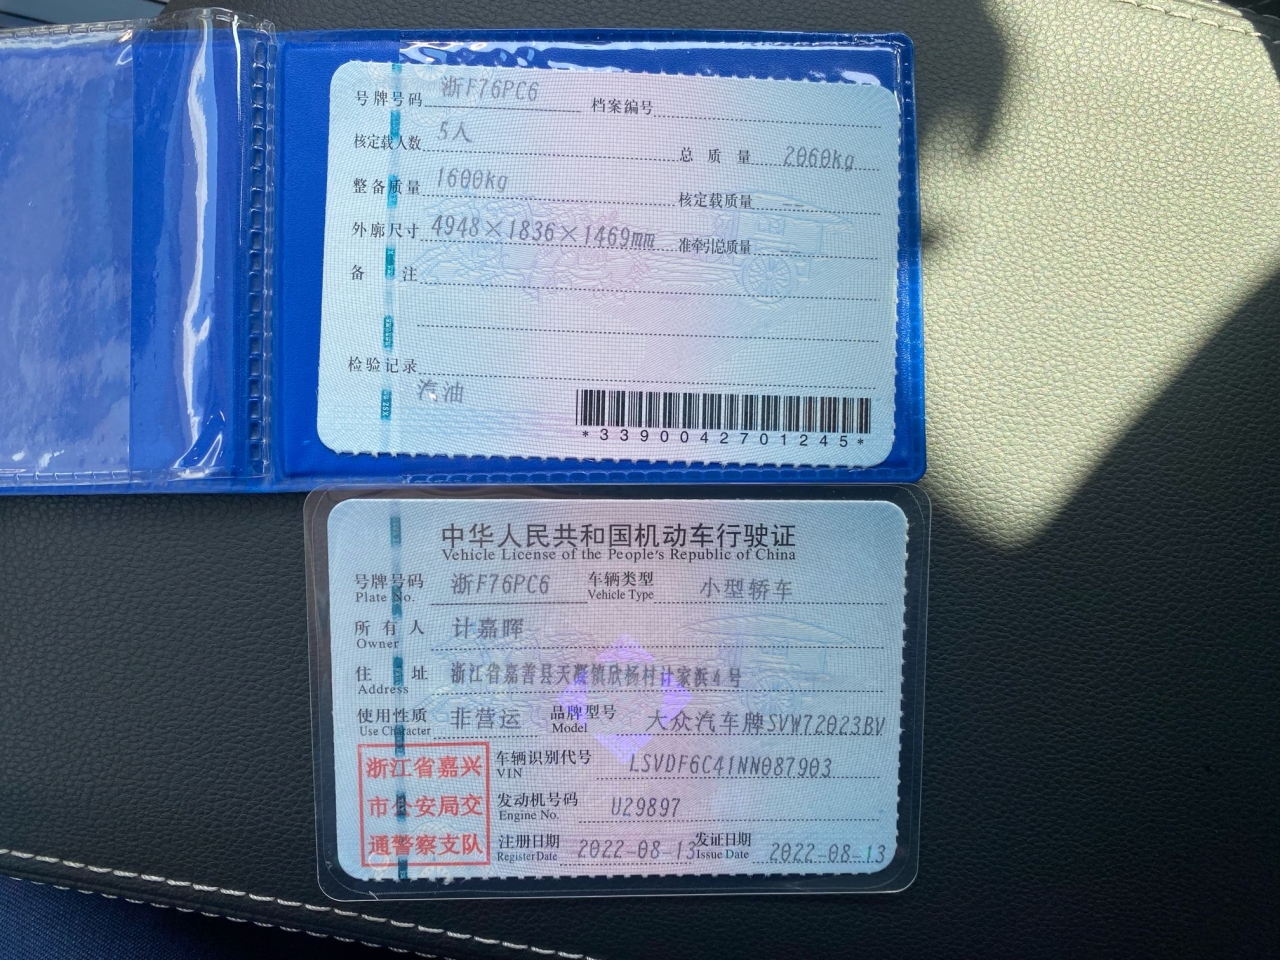 号牌号码 浙F76PC6 档案编号
核定载人数 5人 总质量 2060kg
整备质量 1600kg 核定载质量 --
外廓尺寸 4948×1836×1469mm 准牵引总质量
备注
检验记录
汽油
*3390042701245*
中华人民共和国机动车行驶证
Vehicle License of the People's Republic of China
号牌号码 浙F76PC6 车辆类型 小型轿车
Plate No. Vehicle Type
所有人 计嘉晖
Owner
住址 浙江省嘉善县天凝镇欣杨村计家浜4号
Address
使用性质 非营运 品牌型号 大众汽车牌SVW72023BV
Use Character Model
浙江省嘉兴
市公安局交
通警察支队
车辆识别代号 LSVDF6C41NN087903
VIN
发动机号码 U29897
Engine No.
注册日期 2022-08-13 发证日期 2022-08-13
Register Date Issue Date